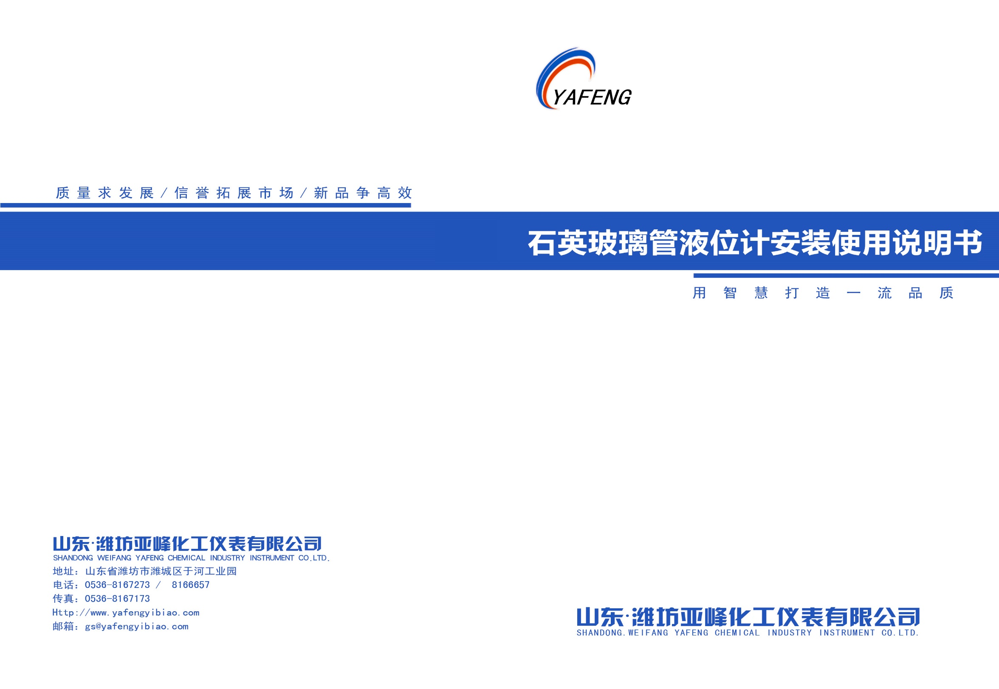 YAFENG
质量求发展/信誉拓展市场/新品争高效
石英玻璃管液位计安装使用说明书
用智慧打造一流品质
山东·潍坊亚峰化工仪表有限公司
SHANDONG WEIFANG YAFENG CHEMICAL INDUSTRY INSTRUMENT CO.LTD.
地址：山东省潍坊市潍城区于河工业园
电话：0536-8167273 / 8166657
传真：0536-8167173
Http://www.yafengyibiao.com
邮箱：gs@yafengyibiao.com
山东·潍坊亚峰化工仪表有限公司
SHANDONG.WEIFANG YAFENG CHEMICAL INDUSTRY INSTRUMENT CO.LTD.